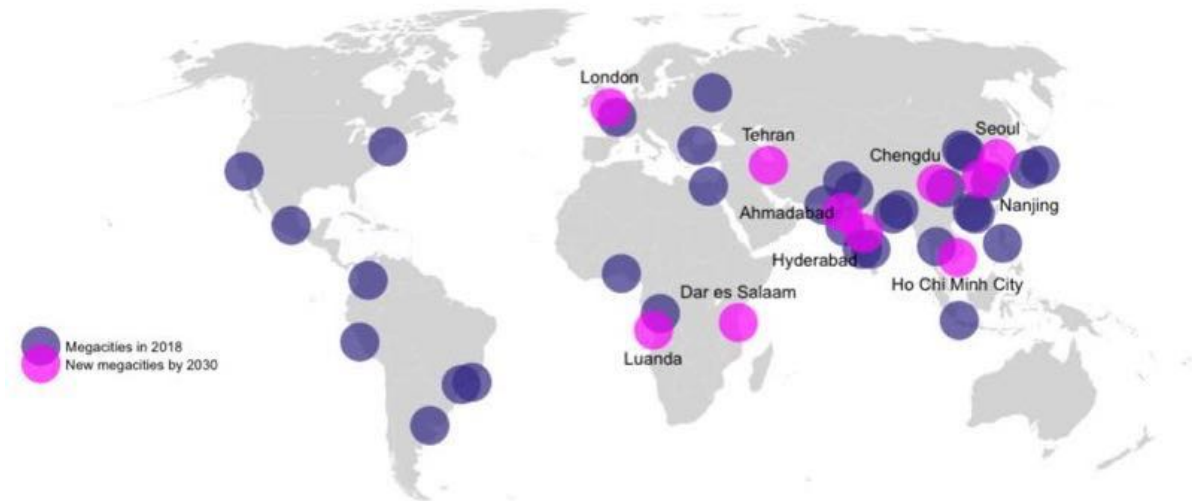 London
Tehran
Seoul
Chengdu
Ahmadabad
Nanjing
Hyderabad
Ho Chi Minh City
Dar es Salaam
Luanda
Megacities in 2018
New megacities by 2030